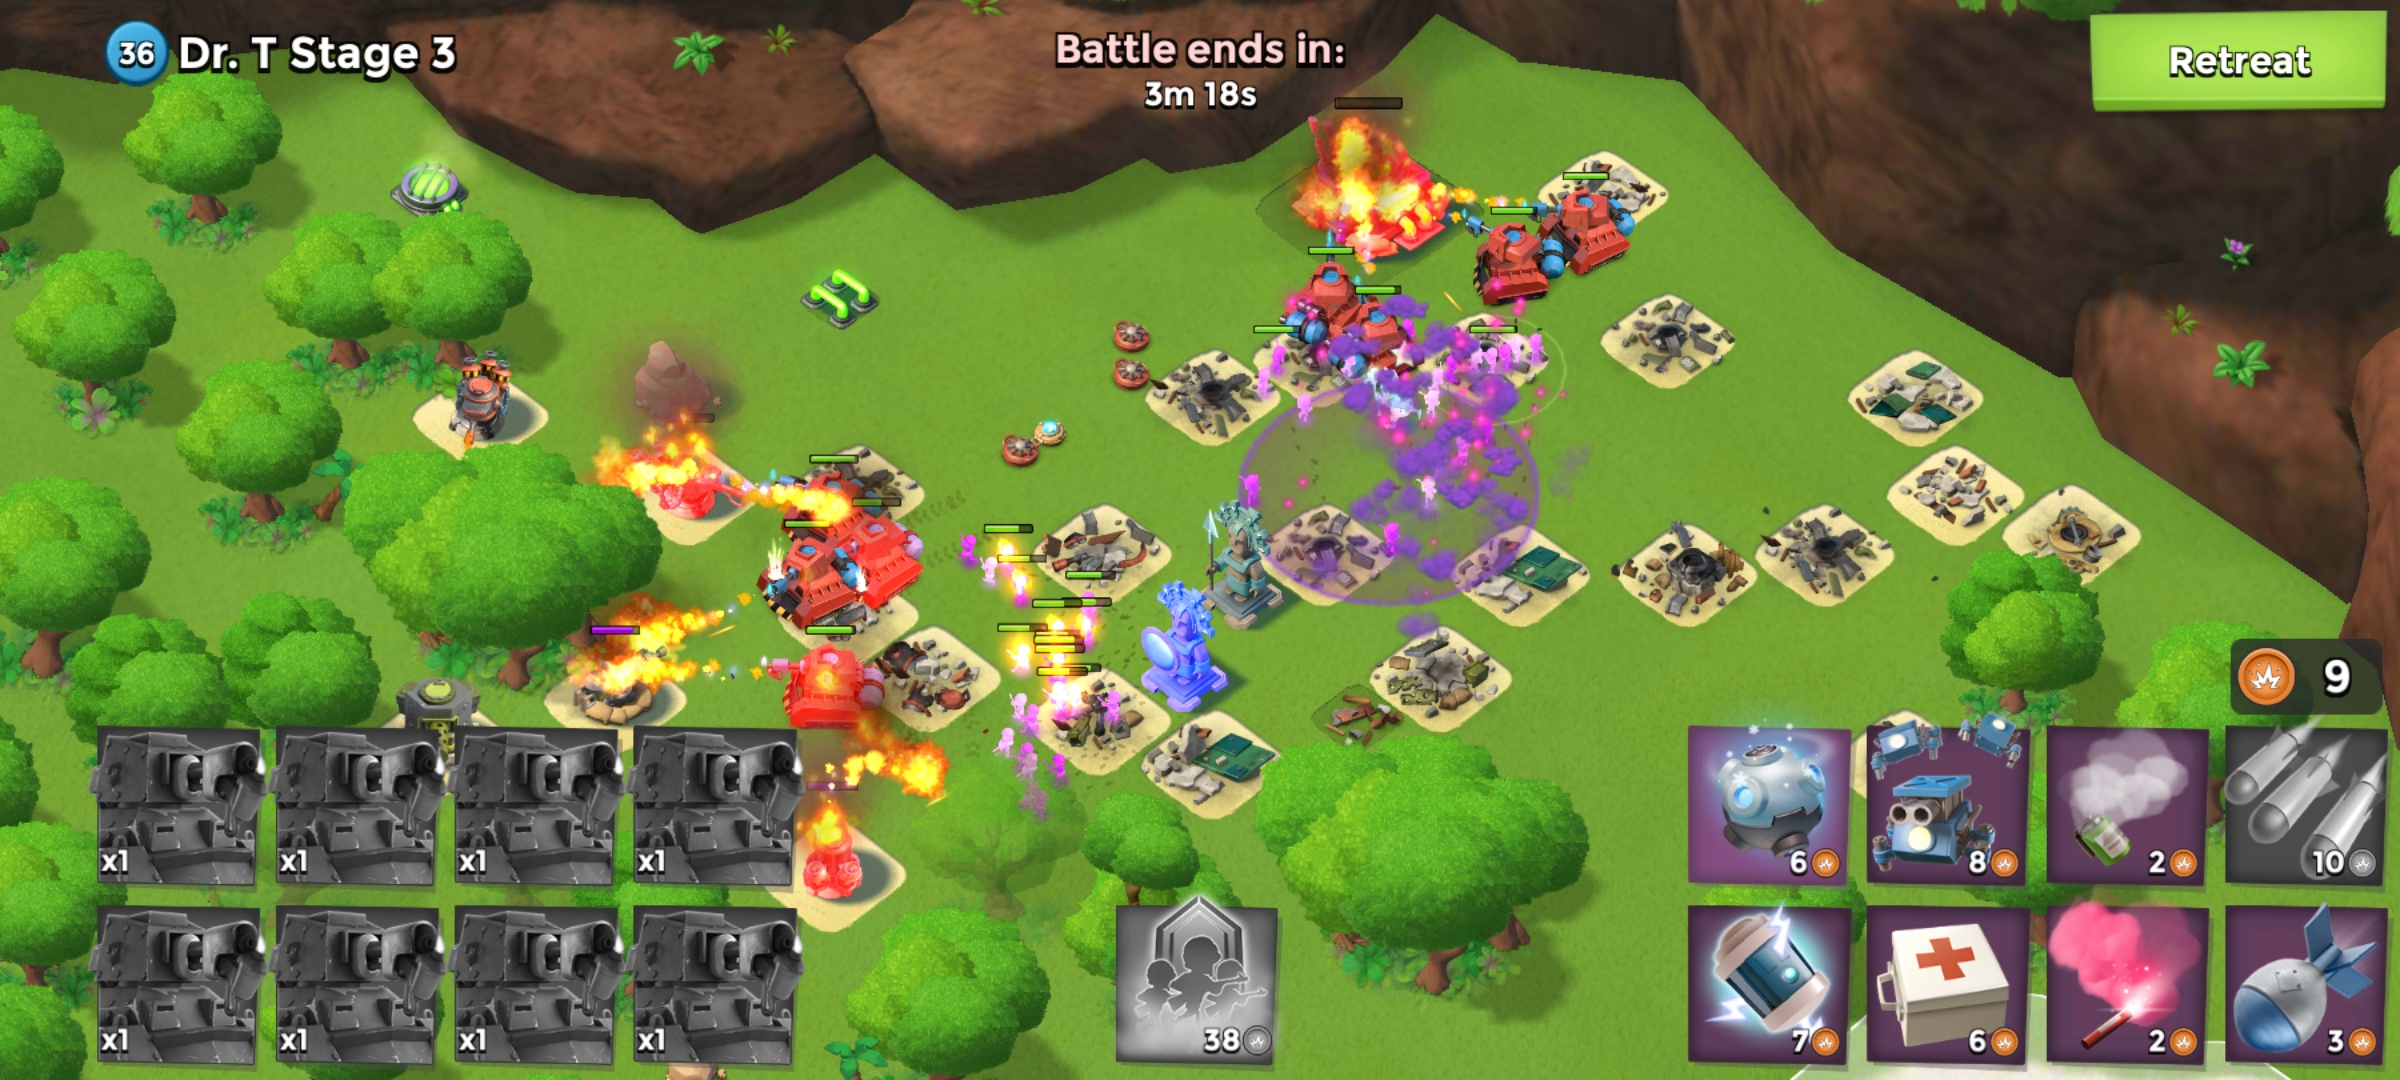 36 Dr. T Stage 3
Battle ends in:
3m 18s
Retreat
9
x1 x1 x1 x1
6 8 2 10
x1 x1 x1 x1
38
7 6 2 3